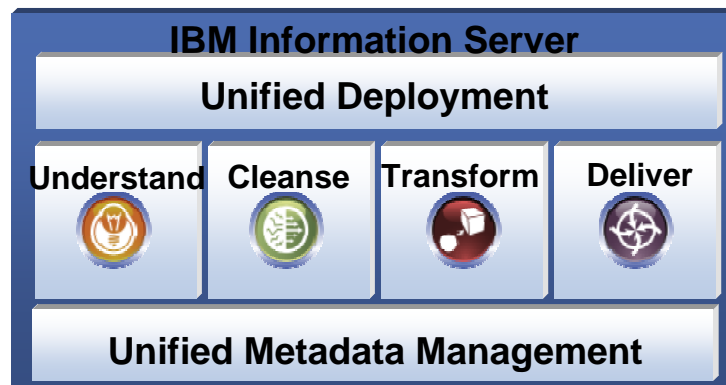 IBM Information Server
Unified Deployment
Understand Cleanse Transform Deliver
Unified Metadata Management